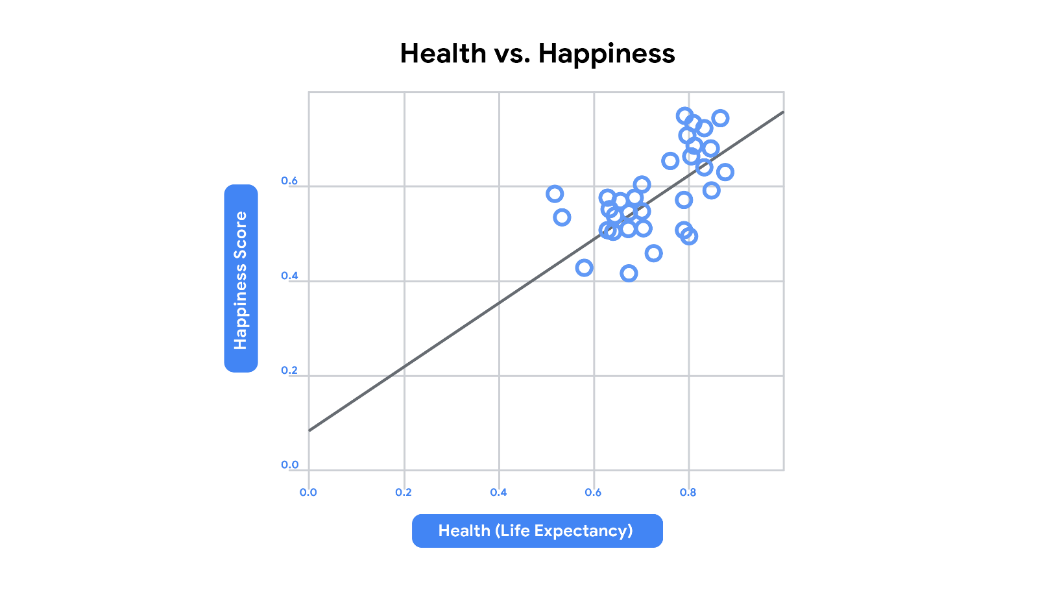 Health vs. Happiness
Happiness Score
0.6
0.4
0.2
0.0
0.0 0.2 0.4 0.6 0.8
Health (Life Expectancy)